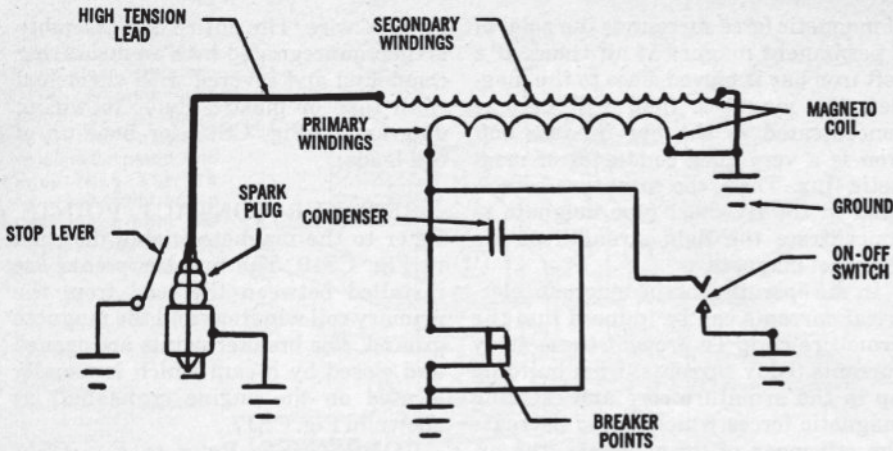 HIGH TENSION
LEAD
SECONDARY
WINDINGS
PRIMARY
WINDINGS
MAGNETO
COIL
SPARK
PLUG
CONDENSER
STOP LEVER
GROUND
ON-OFF
SWITCH
BREAKER
POINTS